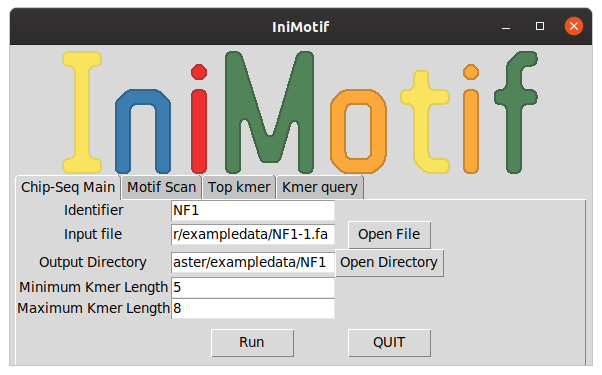 IniMotif
IniMotif
Chip-Seq Main Motif Scan Top kmer Kmer query
Identifier NF1
Input file r/exampledata/NF1-1.fa Open File
Output Directory aster/exampledata/NF1 Open Directory
Minimum Kmer Length 5
Maximum Kmer Length 8
Run QUIT